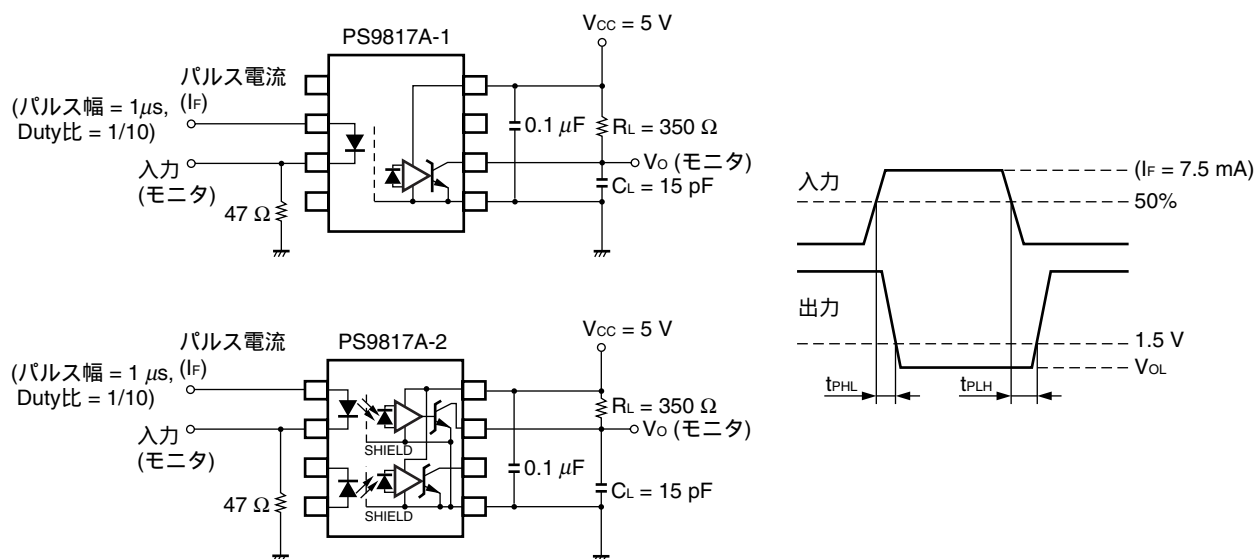 PS9817A-1
VCC = 5 V
パルス電流
(IF)
(パルス幅 = 1μs,
Duty比 = 1/10)
入力
(モニタ)
47 Ω
0.1 μF
RL = 350 Ω
VO (モニタ)
CL = 15 pF
PS9817A-2
VCC = 5 V
パルス電流
(IF)
(パルス幅 = 1 μs,
Duty比 = 1/10)
入力
(モニタ)
47 Ω
SHIELD
SHIELD
0.1 μF
RL = 350 Ω
VO (モニタ)
CL = 15 pF
入力
(IF = 7.5 mA)
50%
出力
1.5 V
VOL
tPHL
tPLH